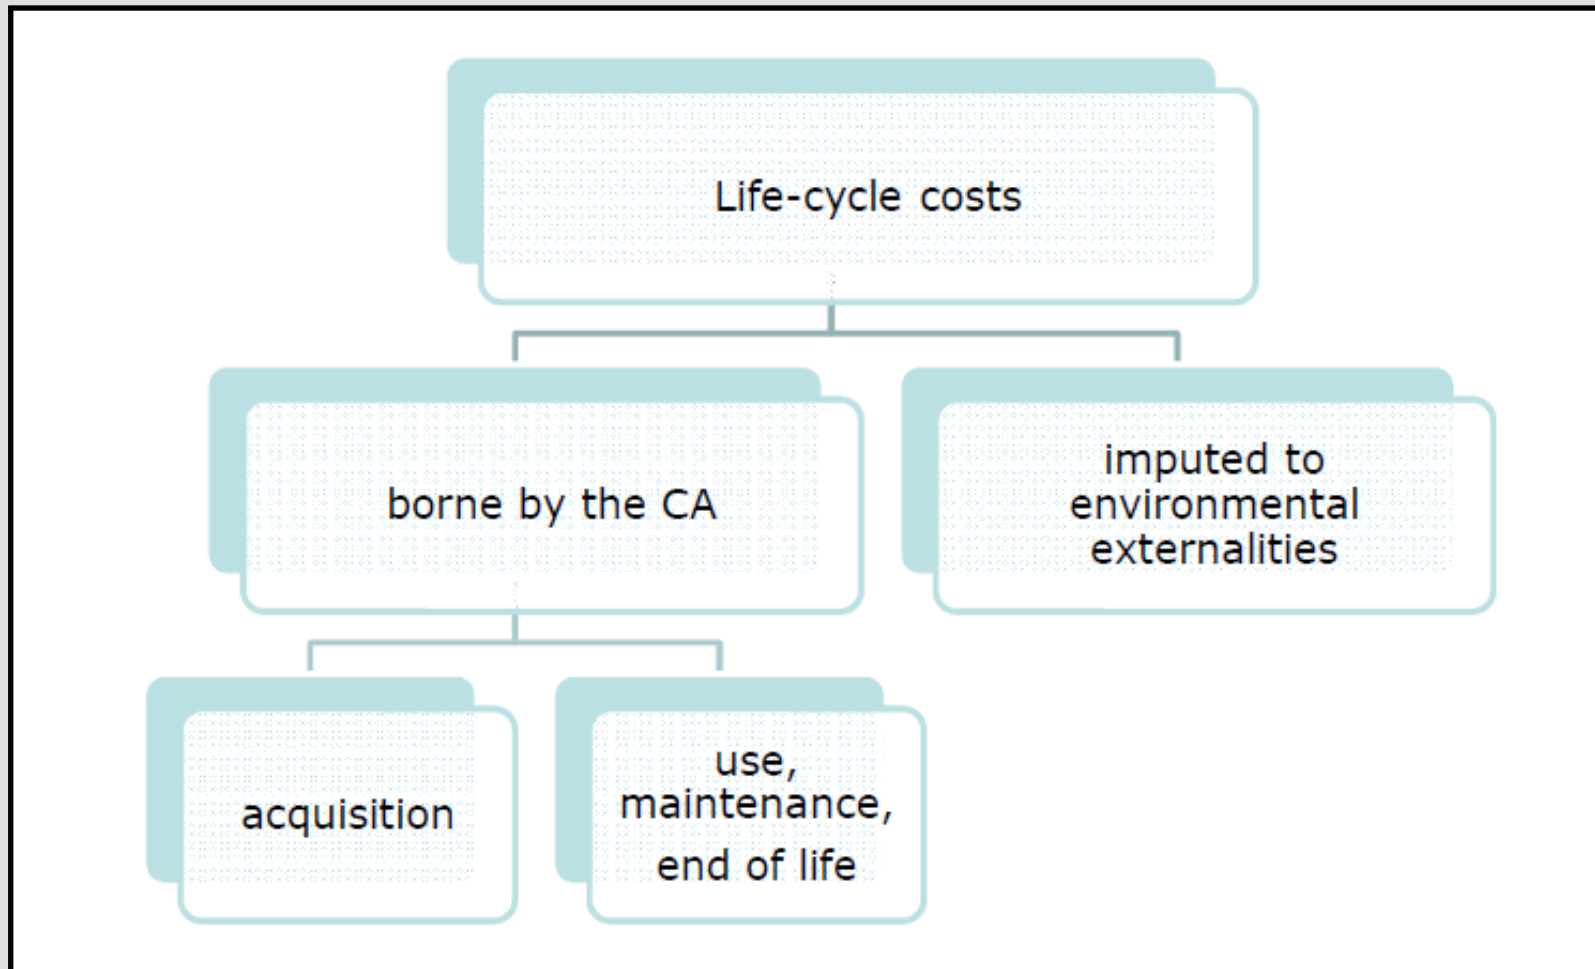 Life-cycle costs
borne by the CA
imputed to
environmental
externalities
acquisition
use,
maintenance,
end of life